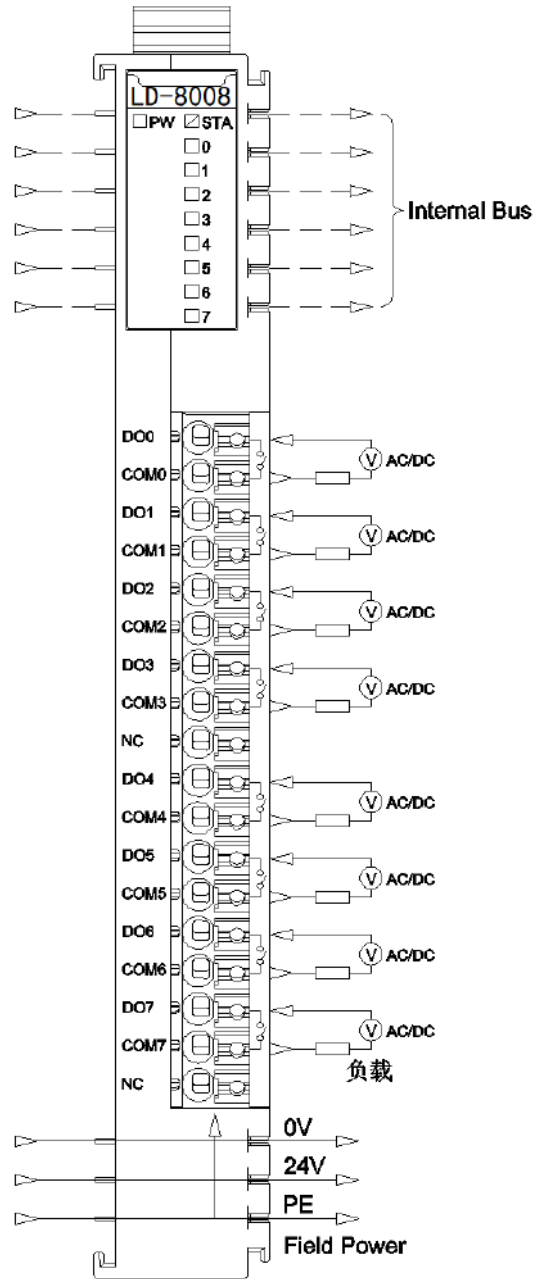 LD-8008
PW STA
0
1
2
3
4
5
6
7
Internal Bus
DO0
V AC/DC
COM0
DO1
V AC/DC
COM1
DO2
V AC/DC
COM2
DO3
V AC/DC
COM3
NC
DO4
V AC/DC
COM4
DO5
V AC/DC
COM5
DO6
V AC/DC
COM6
DO7
V AC/DC
COM7
负载
NC
0V
24V
PE
Field Power